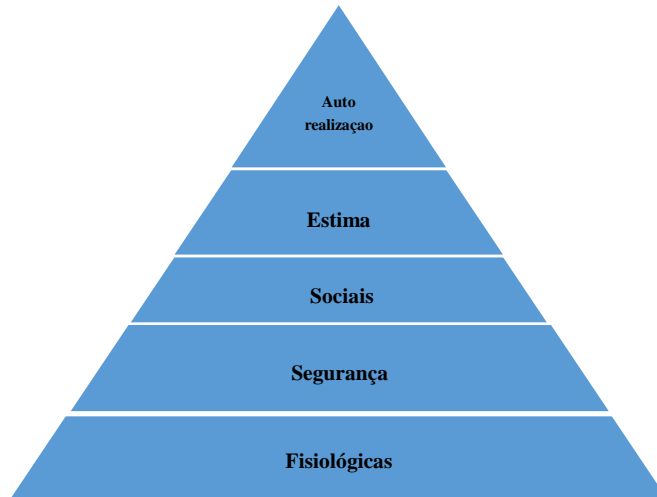 Auto
realizaçao
Estima
Sociais
Segurança
Fisiológicas